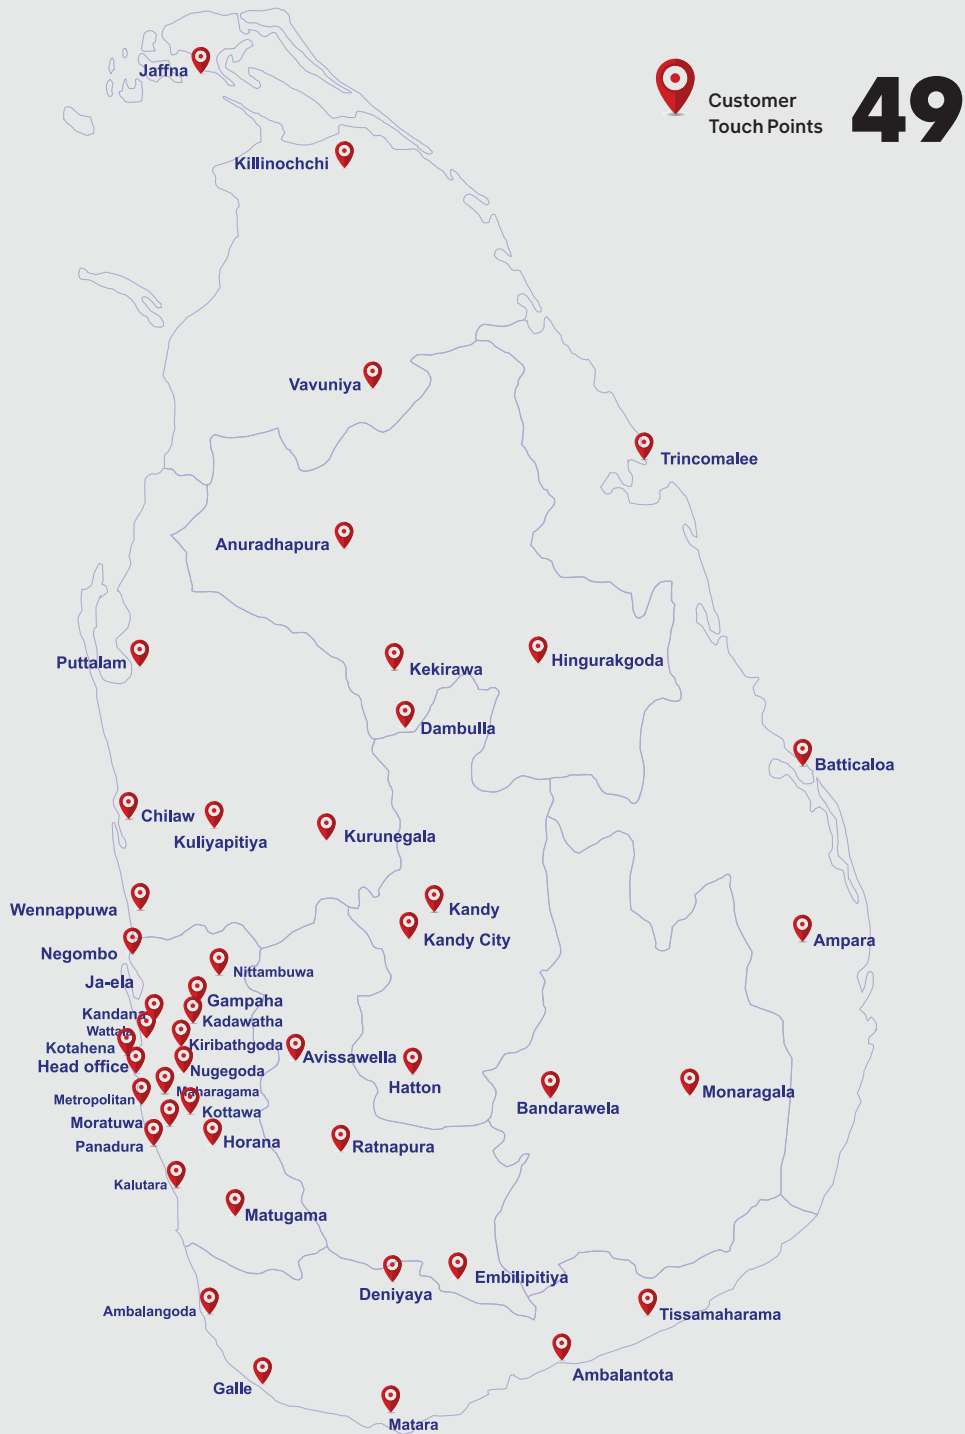 Jaffna
Customer
Touch Points
49
Killinochchi
Vavuniya
Trincomalee
Anuradhapura
Puttalam
Kekirawa
Hingurakgoda
Dambulla
Batticaloa
Chilaw
Kuliyapitiya
Kurunegala
Wennappuwa
Kandy
Kandy City
Ampara
Negombo
Nittambuwa
Ja-ela
Gampaha
Kandana
Kadawatha
Wattala
Kotahena
Kiribathgoda
Avissawella
Head office
Nugegoda
Hatton
Metropolitan
Maharagama
Kottawa
Bandarawela
Monaragala
Moratuwa
Panadura
Horana
Ratnapura
Kalutara
Matugama
Deniyaya
Embilipitiya
Ambalangoda
Tissamaharama
Galle
Ambalantota
Matara